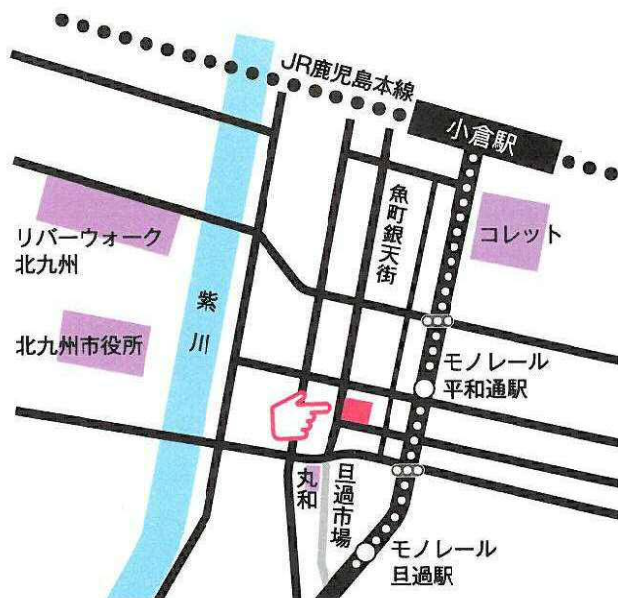 JR鹿児島本線
小倉駅
魚町銀天街
コレット
リバーウォーク
北九州
紫川
北九州市役所
モノレール
平和通駅
丸和
旦過市場
モノレール
旦過駅